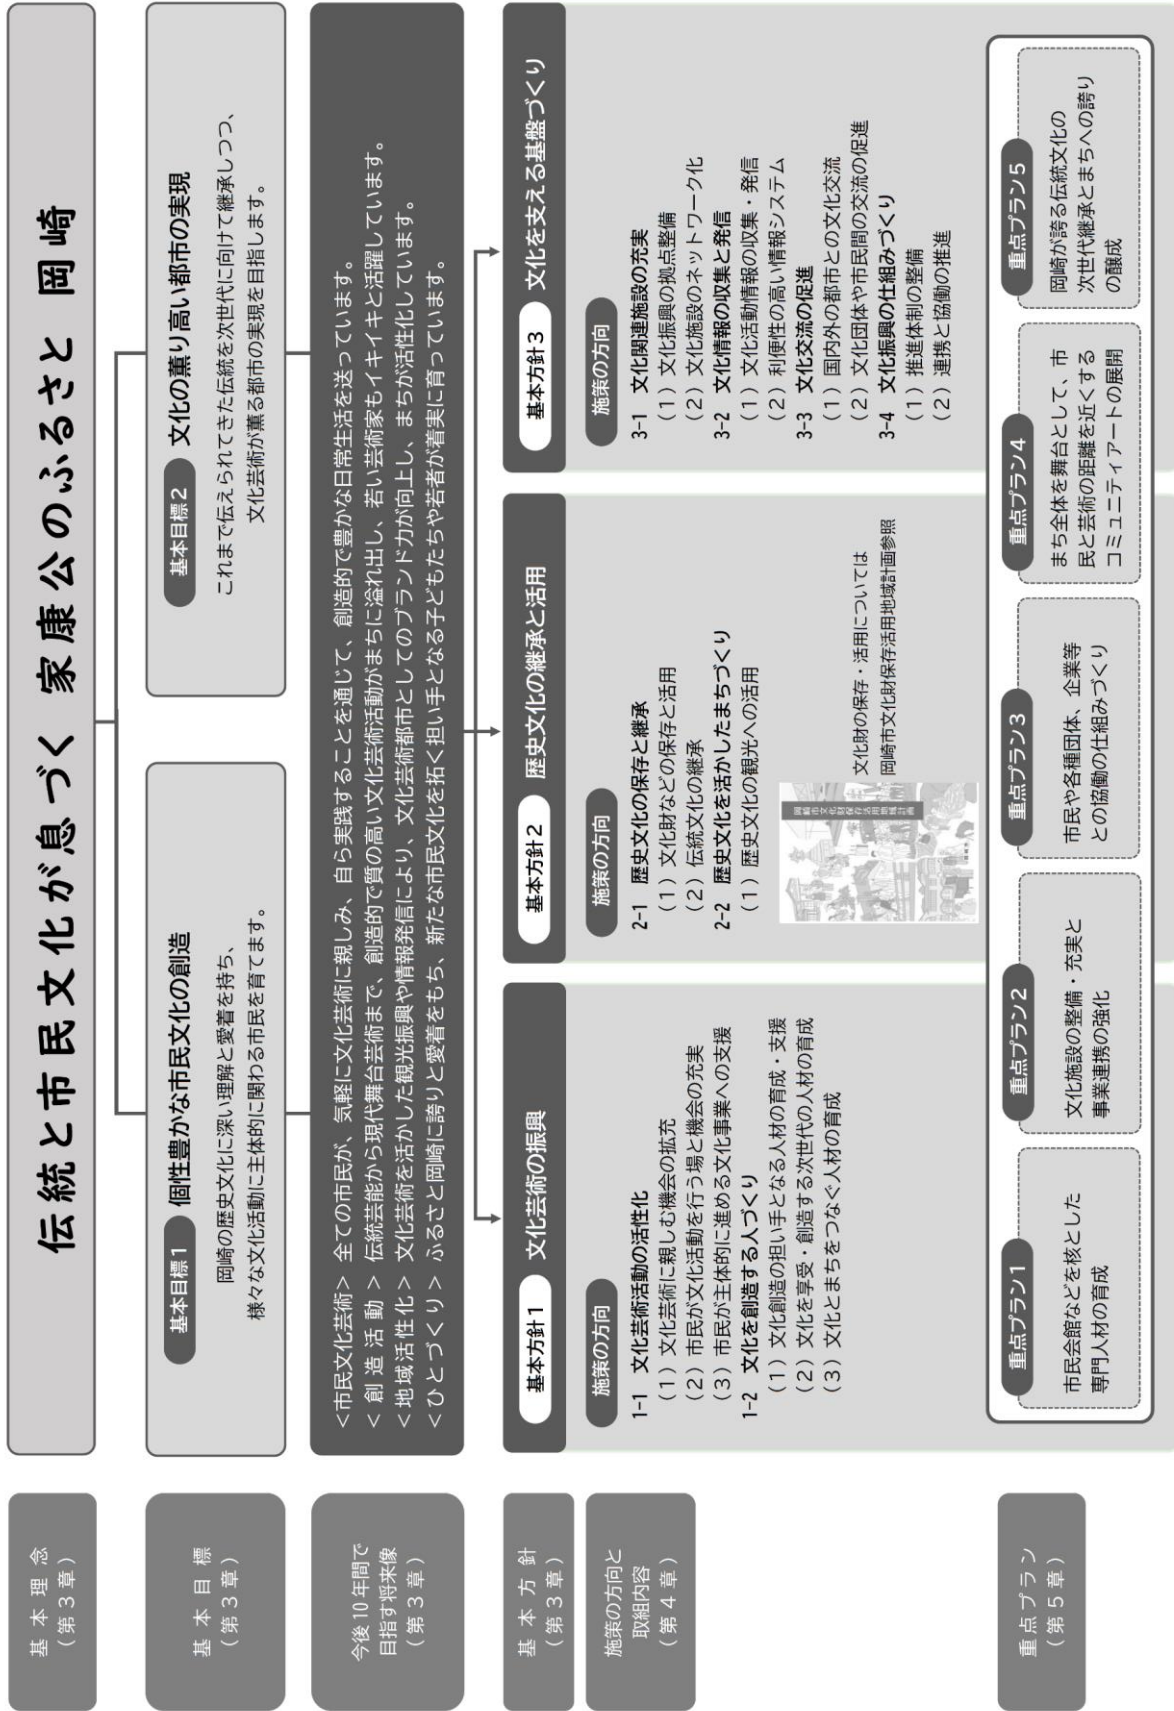 基本理念
（第３章）
伝統と市民文化が息づく 家康公のふるさと 岡崎
基本目標
（第３章）
基本目標１ 個性豊かな市民文化の創造
岡崎の歴史文化に深い理解と愛着を持ち、
様々な文化活動に主体的に関わる市民を育てます。
基本目標２ 文化の薫り高い都市の実現
これまで伝えられてきた伝統を次世代に向けて継承しつつ、
文化芸術が薫る都市の実現を目指します。
今後10年間で
目指す将来像
（第３章）
＜市民文化芸術＞ 全ての市民が、気軽に文化芸術に親しみ、自ら実践することを通じて、創造的で豊かな日常生活を送っています。
＜創造活動＞ 伝統芸能から現代舞台芸術まで、創造的で質の高い文化芸術活動がまちに溢れ出し、若い芸術家もイキイキと活躍しています。
＜地域活性化＞ 文化芸術を活かした観光振興や情報発信により、文化芸術都市としてのブランド力が向上し、まちが活性化しています。
＜ひとづくり＞ ふるさと岡崎に誇りと愛着をもち、新たな市民文化を拓く担い手となる子どもたちや若者が着実に育っています。
基本方針
（第３章）
施策の方向と
取組内容
（第４章）
基本方針１ 文化芸術の振興
施策の方向
1-1 文化芸術活動の活性化
（１）文化芸術に親しむ機会の拡充
（２）市民が文化活動を行う場と機会の充実
（３）市民が主体的に進める文化事業への支援
1-2 文化を創造する人づくり
（１）文化創造の担い手となる人材の育成・支援
（２）文化を享受・創造する次世代の人材の育成
（３）文化とまちをつなぐ人材の育成
基本方針２ 歴史文化の継承と活用
施策の方向
2-1 歴史文化の保存と継承
（１）文化財などの保存と活用
（２）伝統文化の継承
2-2 歴史文化を活かしたまちづくり
（１）歴史文化の観光への活用
岡崎市文化財保存活用地域計画
文化財の保存・活用については
岡崎市文化財保存活用地域計画参照
基本方針３ 文化を支える基盤づくり
施策の方向
3-1 文化関連施設の充実
（１）文化振興の拠点整備
（２）文化施設のネットワーク化
3-2 文化情報の収集と発信
（１）文化活動情報の収集・発信
（２）利便性の高い情報システム
3-3 文化交流の促進
（１）国内外の都市との文化交流
（２）文化団体や市民間の交流の促進
3-4 文化振興の仕組みづくり
（１）推進体制の整備
（２）連携と協働の推進
重点プラン
（第５章）
重点プラン１
市民会館などを核とした
専門人材の育成
重点プラン２
文化施設の整備・充実と
事業連携の強化
重点プラン３
市民や各種団体、企業等
との協働の仕組みづくり
重点プラン４
まち全体を舞台として、市
民と芸術の距離を近くする
コミュニティアートの展開
重点プラン５
岡崎が誇る伝統文化の
次世代継承とまちへの誇り
の醸成